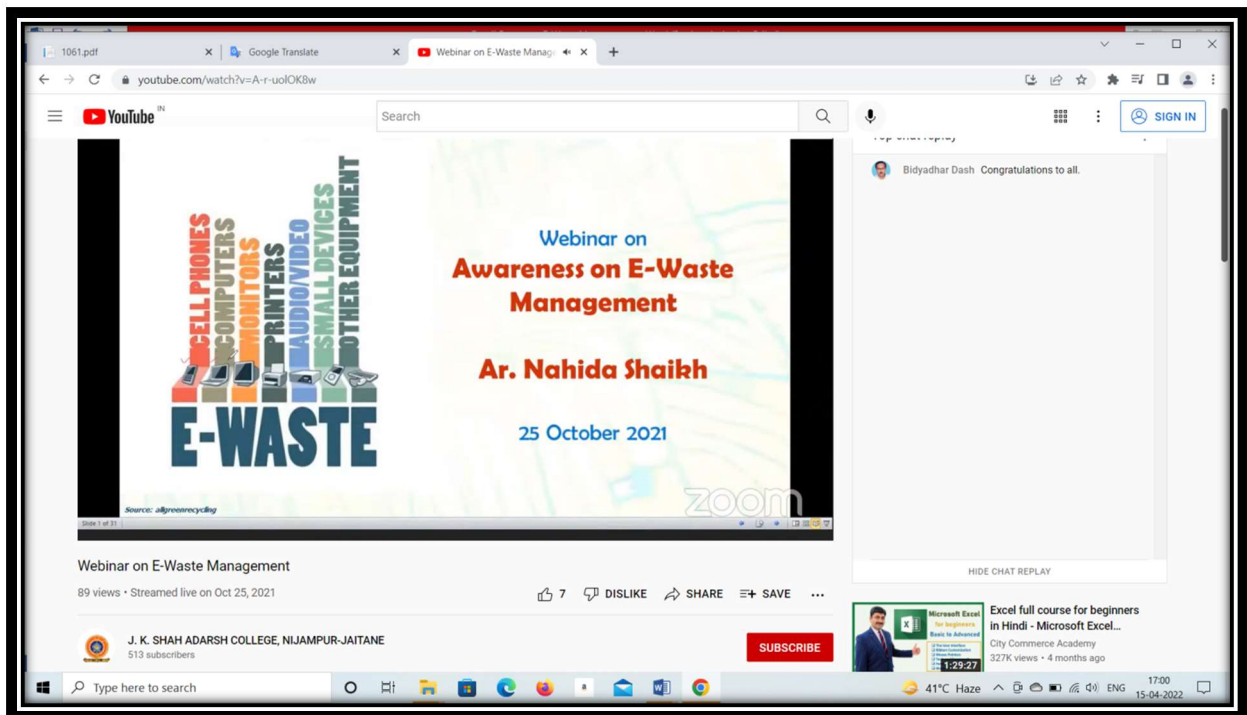 1061.pdf
Google Translate
Webinar on E-Waste Manag
youtube.com/watch?v=A-r-uolOK8w
YouTube IN
Search
SIGN IN
CELL PHONES
COMPUTERS
MONITORS
PRINTERS
AUDIO/VIDEO
SMALL DEVICES
OTHER EQUIPMENT
E-WASTE
Source: allgreenrecycling
Webinar on
Awareness on E-Waste
Management
Ar. Nahida Shaikh
25 October 2021
zoom
Slide 1 of 31
Top chat replay
Bidyadhar Dash Congratulations to all.
HIDE CHAT REPLAY
Webinar on E-Waste Management
89 views • Streamed live on Oct 25, 2021
7 DISLIKE SHARE SAVE
J. K. SHAH ADARSH COLLEGE, NIJAMPUR-JAITANE
513 subscribers
SUBSCRIBE
Microsoft Excel
for beginners
Basic to Advanced
1:29:27
Excel full course for beginners
in Hindi - Microsoft Excel...
City Commerce Academy
327K views • 4 months ago
Type here to search
41°C Haze
ENG
17:00
15-04-2022